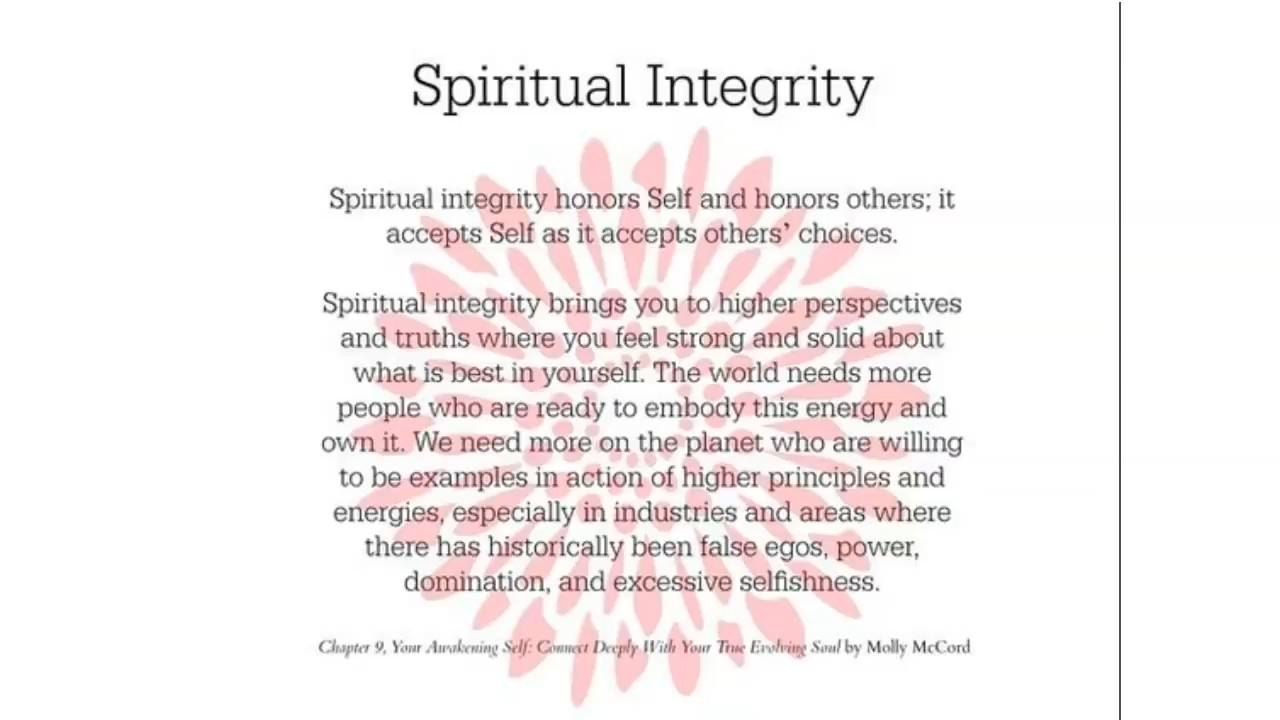 Spiritual Integrity
Spiritual integrity honors Self and honors others; it
accepts Self as it accepts others’ choices.
Spiritual integrity brings you to higher perspectives
and truths where you feel strong and solid about
what is best in yourself. The world needs more
people who are ready to embody this energy and
own it. We need more on the planet who are willing
to be examples in action of higher principles and
energies, especially in industries and areas where
there has historically been false egos, power,
domination, and excessive selfishness.
Chapter 9, Your Awakening Self: Connect Deeply With Your True Evolving Soul by Molly McCord